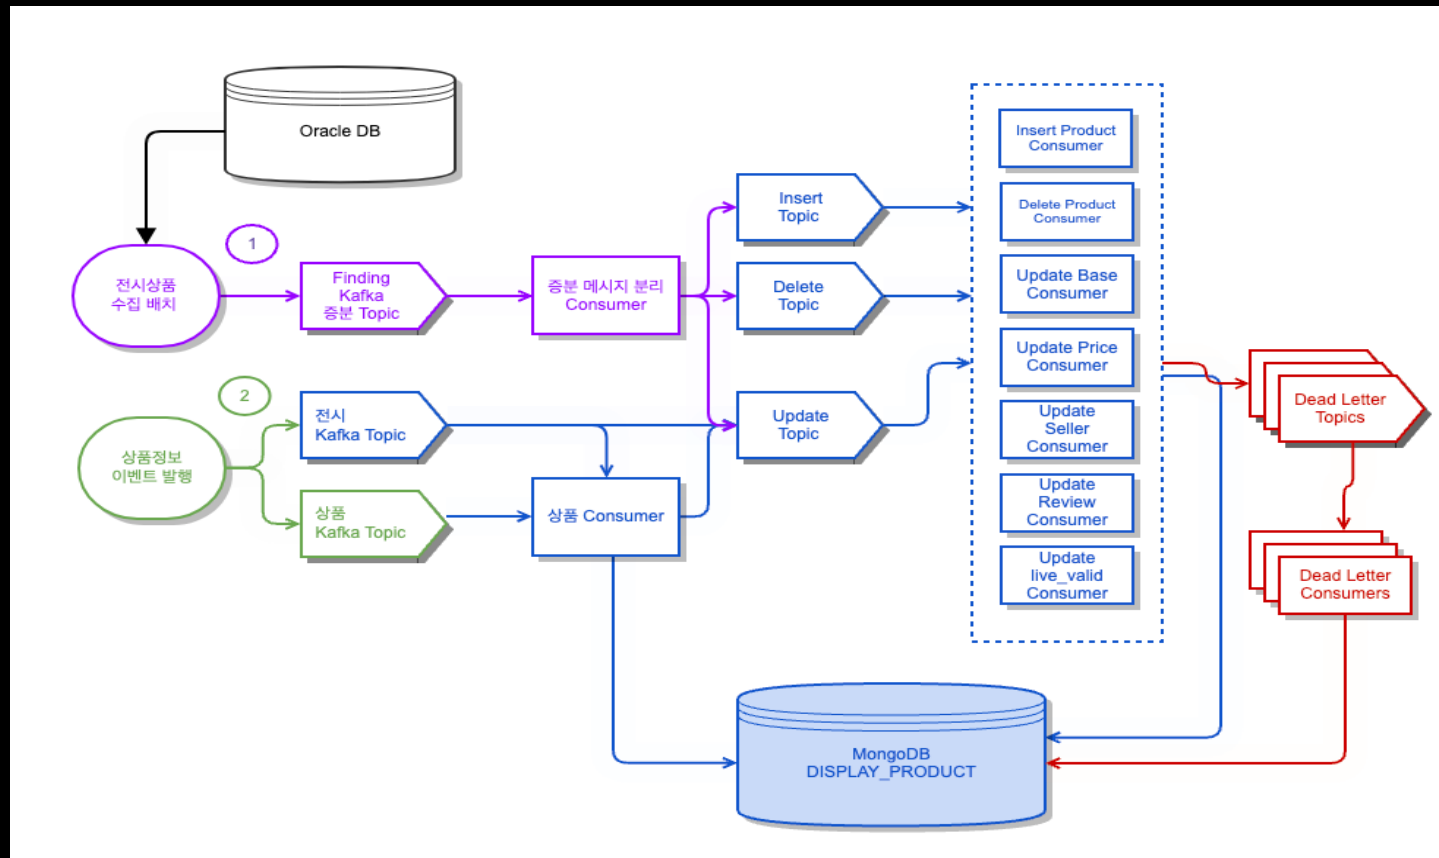 Oracle DB
1
전시상품
수집 배치
Finding
Kafka
증분 Topic
증분 메시지 분리
Consumer
Insert
Topic
Delete
Topic
2
상품정보
이벤트 발행
전시
Kafka Topic
상품
Kafka Topic
상품 Consumer
Update
Topic
Insert Product
Consumer
Delete Product
Consumer
Update Base
Consumer
Update Price
Consumer
Update
Seller
Consumer
Update
Review
Consumer
Update
live_valid
Consumer
Dead Letter
Topics
Dead Letter
Consumers
MongoDB
DISPLAY_PRODUCT